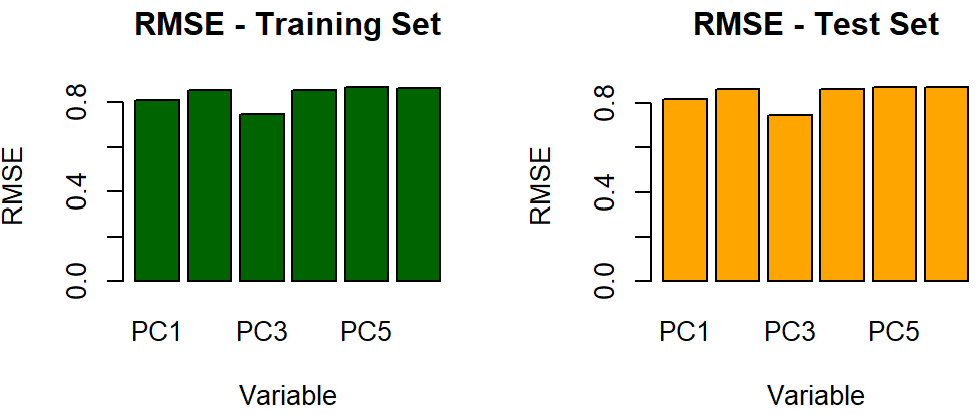 RMSE - Training Set
RMSE
0.8
0.4
0.0
PC1 PC3 PC5
Variable
RMSE - Test Set
RMSE
0.8
0.4
0.0
PC1 PC3 PC5
Variable